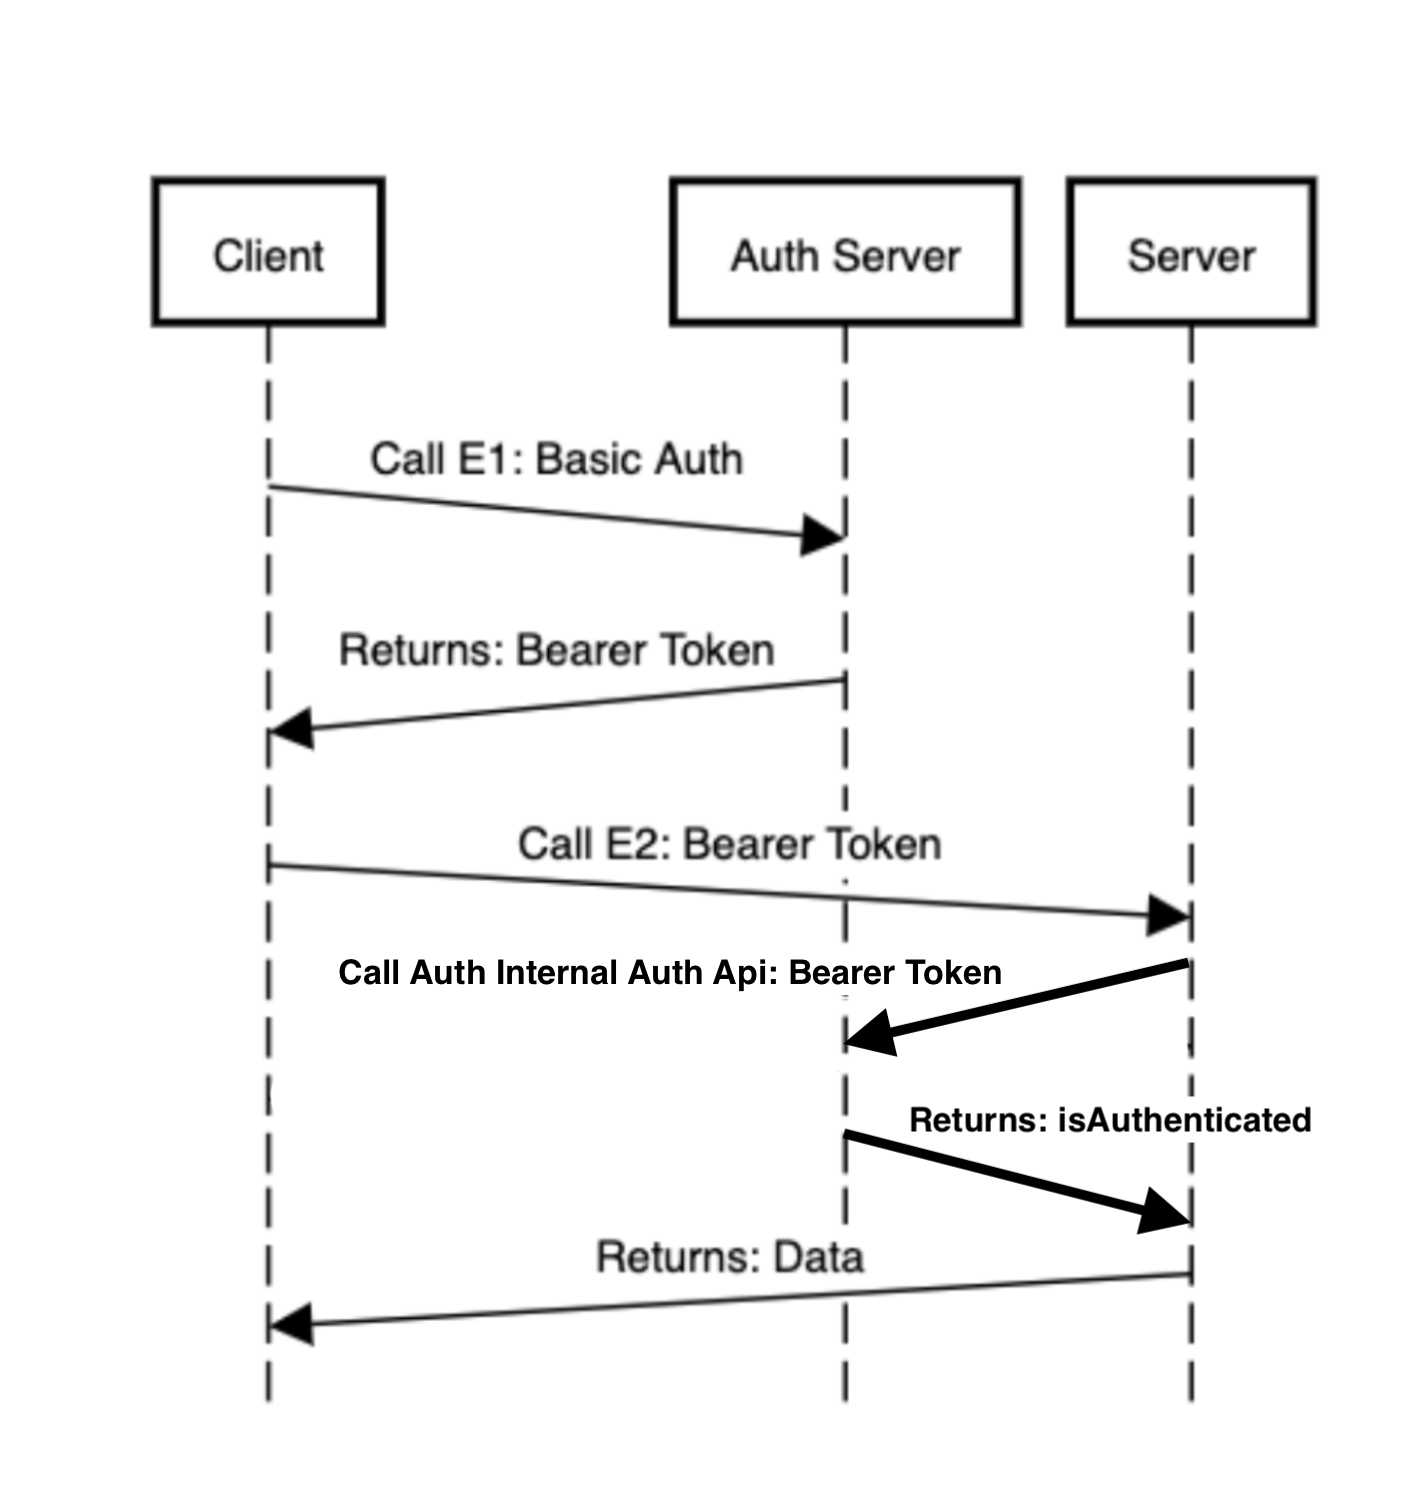 Client
Auth Server
Server
Call E1: Basic Auth
Returns: Bearer Token
Call E2: Bearer Token
Call Auth Internal Auth Api: Bearer Token
Returns: isAuthenticated
Returns: Data